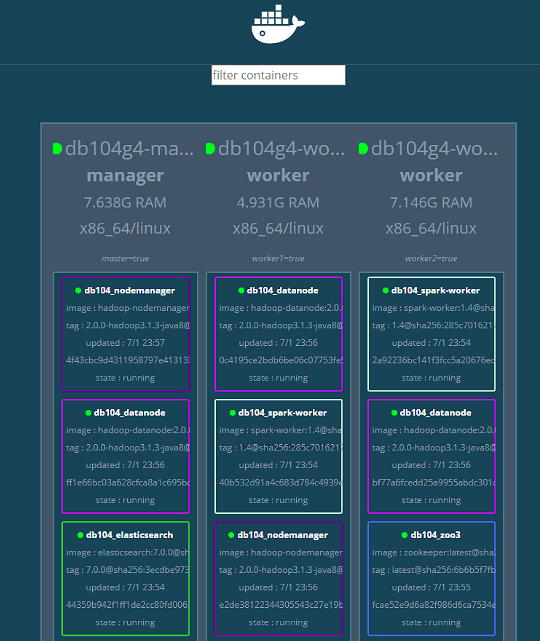 filter containers
db104g4-ma...
manager
7.638G RAM
x86_64/linux
master=true
db104_nodemanager
image : hadoop-nodemanager
tag : 2.0.0-hadoop3.1.3-java8@
updated : 7/1 23:57
4f43cbc9d4311958797e41313
state : running
db104_datanode
image : hadoop-datanode:2.0.
tag : 2.0.0-hadoop3.1.3-java8@
updated : 7/1 23:56
ff1e66bc03a628cfca8a1c695bd
state : running
db104_elasticsearch
image : elasticsearch:7.0.0@sh
tag : 7.0.0@sha256:3ecdbe973
updated : 7/1 23:54
44359b942f1ff1de2cc80fd006
state : running
db104g4-wo...
worker
4.931G RAM
x86_64/linux
worker1=true
db104_datanode
image : hadoop-datanode:2.0.
tag : 2.0.0-hadoop3.1.3-java8@
updated : 7/1 23:56
0c4195ce2bdb6be06c07753fe5
state : running
db104_spark-worker
image : spark-worker:1.4@sha
tag : 1.4@sha256:285c7016217
updated : 7/1 23:54
40b532d91a4c683d784c4939c
state : running
db104_nodemanager
image : hadoop-nodemanager
tag : 2.0.0-hadoop3.1.3-java8@
updated : 7/1 23:56
e2de38122344305543c27e19b
state : running
db104g4-wo...
worker
7.146G RAM
x86_64/linux
worker2=true
db104_spark-worker
image : spark-worker:1.4@sha
tag : 1.4@sha256:285c7016217
updated : 7/1 23:54
2a92236bc141f3fcc5a20676ec
state : running
db104_datanode
image : hadoop-datanode:2.0.
tag : 2.0.0-hadoop3.1.3-java8@
updated : 7/1 23:56
bf77a6fcedd25a9955abdc301c
state : running
db104_zoo3
image : zookeeper:latest@sha
tag : latest@sha256:6b6b5f7fb
updated : 7/1 23:55
fcae52e9d6a82f986d6ca7534e
state : running